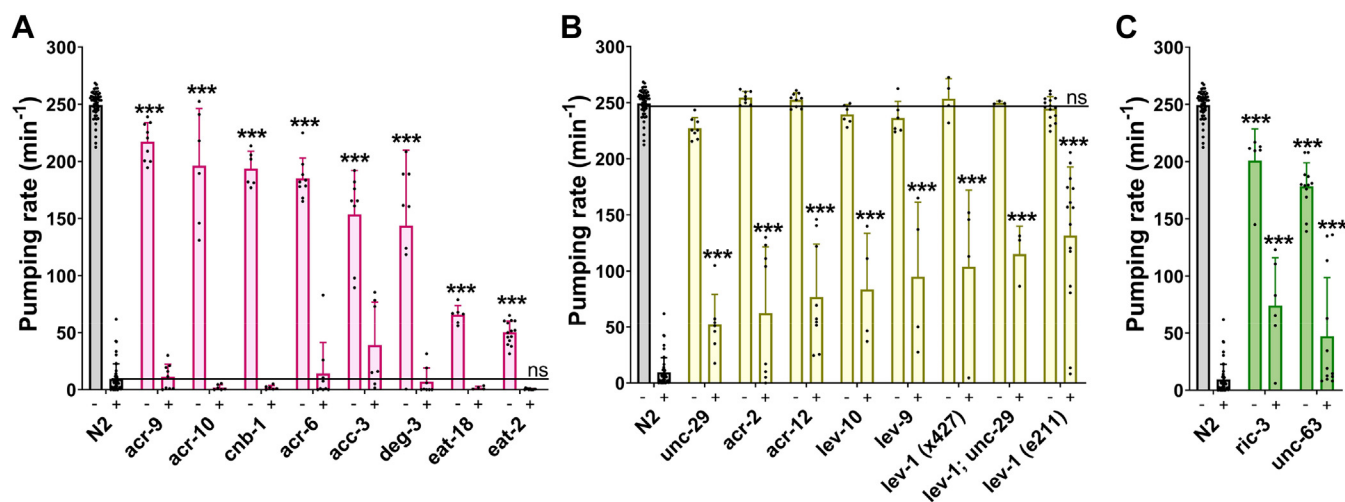 A
Pumping rate (min⁻¹)
300
250
200
150
100
50
0
***
***
***
***
***
***
***
***
ns
- + - + - + - + - + - + - + - + - +
N2
acr-9
acr-10
cnb-1
acr-6
acc-3
deg-3
eat-18
eat-2
B
Pumping rate (min⁻¹)
300
250
200
150
100
50
0
ns
***
***
***
***
***
***
***
***
- + - + - + - + - + - + - + - + - +
N2
unc-29
acr-2
acr-12
lev-10
lev-9
lev-1 (x427)
lev-1; unc-29
lev-1 (e211)
C
Pumping rate (min⁻¹)
300
250
200
150
100
50
0
***
***
***
***
- + - + - +
N2
ric-3
unc-63